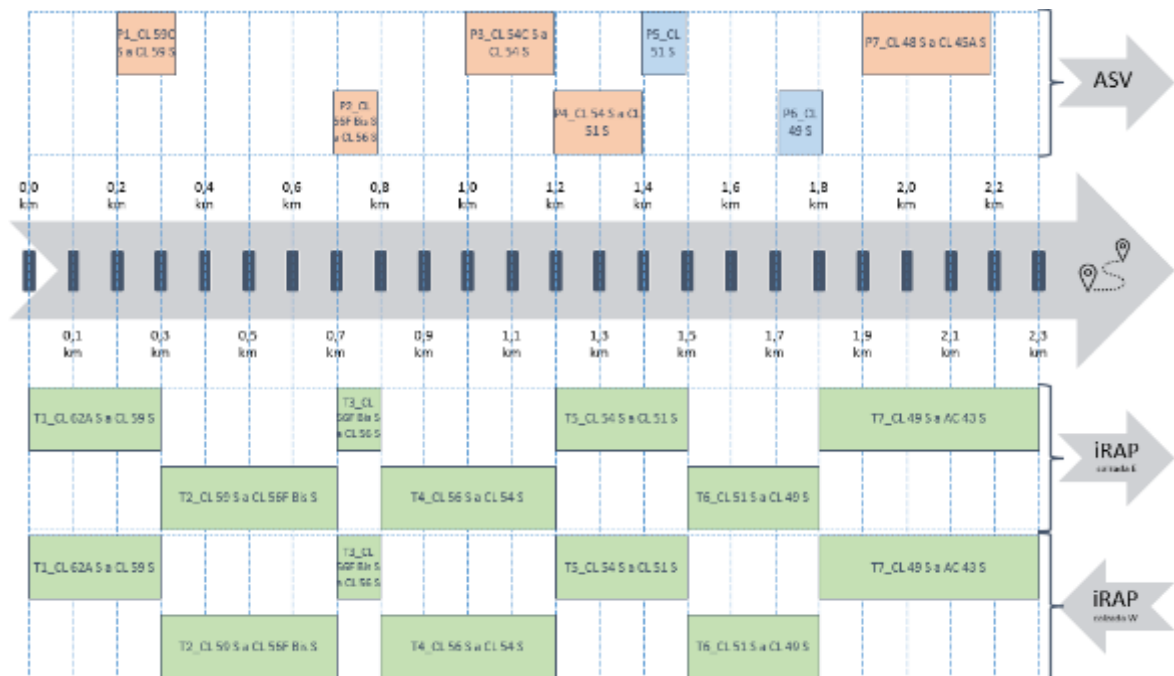 P1_CL 59C
S a CL 59 S
P3_CL 54C S a
CL 54 S
P5_CL
51 S
P7_CL 48 S a CL 45A S
ASV
P2_CL
56F Bis S
a CL 56 S
P4_CL 54 S a CL
51 S
P6_CL
49 S
0,0
km
0,2
km
0,4
km
0,6
km
0,8
km
1,0
km
1,2
km
1,4
km
1,6
km
1,8
km
2,0
km
2,2
km
0,1
km
0,3
km
0,5
km
0,7
km
0,9
km
1,1
km
1,3
km
1,5
km
1,7
km
1,9
km
2,1
km
2,3
km
T1_CL 62A S a CL 59 S
T3_CL
56F Bis S
a CL 56 S
T5_CL 54 S a CL 51 S
T7_CL 49 S a AC 43 S
iRAP
calzada E
T2_CL 59 S a CL 56F Bis S
T4_CL 56 S a CL 54 S
T6_CL 51 S a CL 49 S
T1_CL 62A S a CL 59 S
T3_CL
56F Bis S
a CL 56 S
T5_CL 54 S a CL 51 S
T7_CL 49 S a AC 43 S
iRAP
calzada W
T2_CL 59 S a CL 56F Bis S
T4_CL 56 S a CL 54 S
T6_CL 51 S a CL 49 S